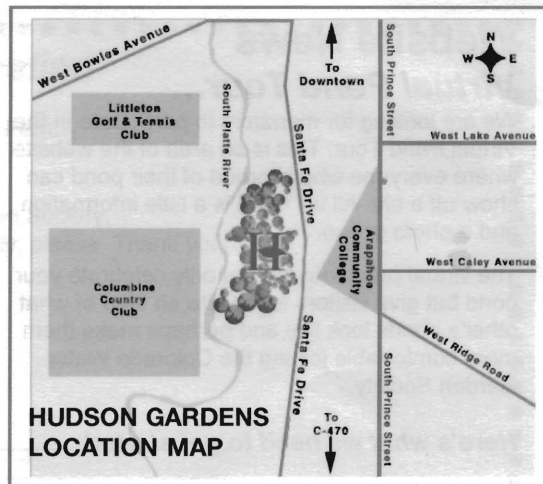 West Bowles Avenue
Littleton
Golf & Tennis
Club
South Platte River
To
Downtown
Santa Fe Drive
South Prince Street
N
W E
S
West Lake Avenue
H
Arapahoe
Community
College
West Caley Avenue
Columbine
Country
Club
Santa Fe Drive
West Ridge Road
South Prince Street
To
C-470
HUDSON GARDENS
LOCATION MAP